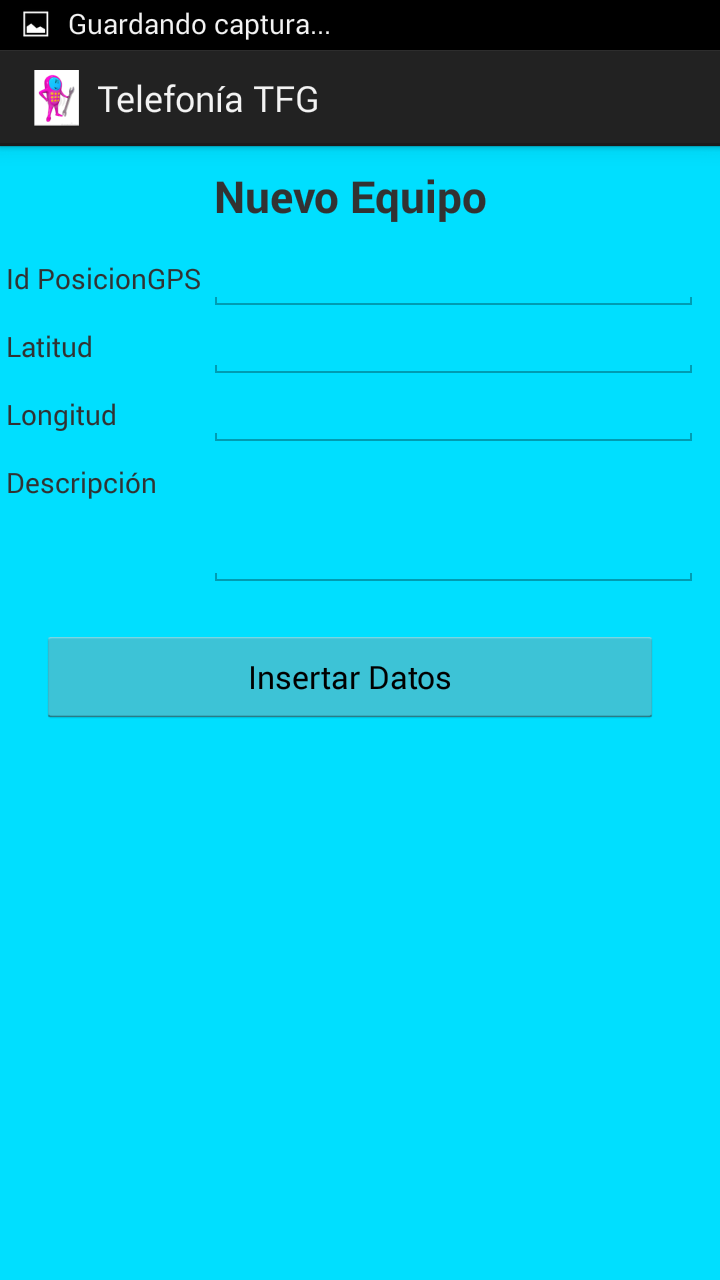 Guardando captura...
Telefonía TFG
Nuevo Equipo
Id PosicionGPS
Latitud
Longitud
Descripción
Insertar Datos